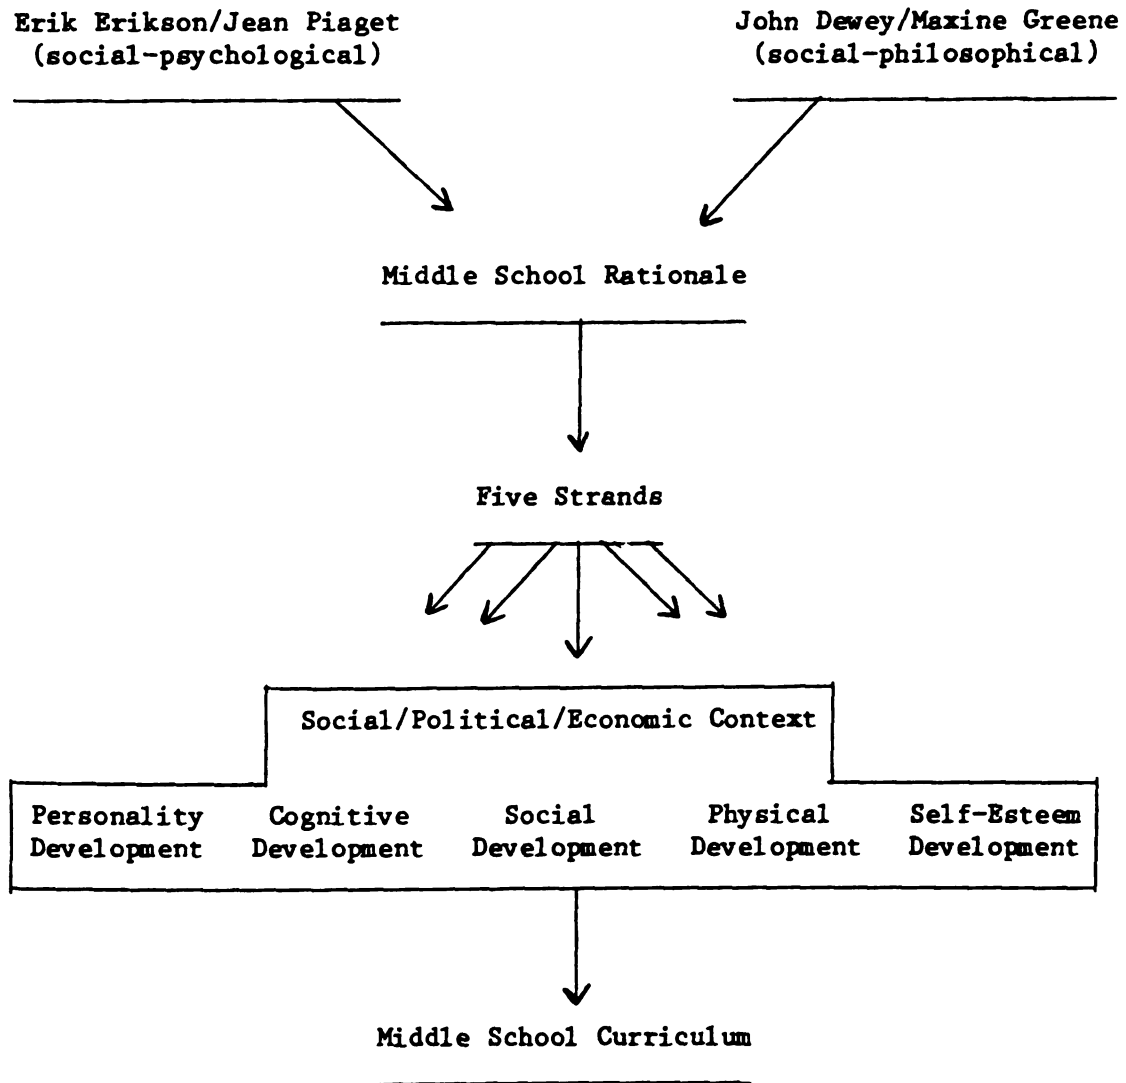 Erik Erikson/Jean Piaget
(social-psychological)
John Dewey/Maxine Greene
(social-philosophical)
Middle School Rationale
Five Strands
Social/Political/Economic Context
Personality
Development
Cognitive
Development
Social
Development
Physical
Development
Self-Esteem
Development
Middle School Curriculum